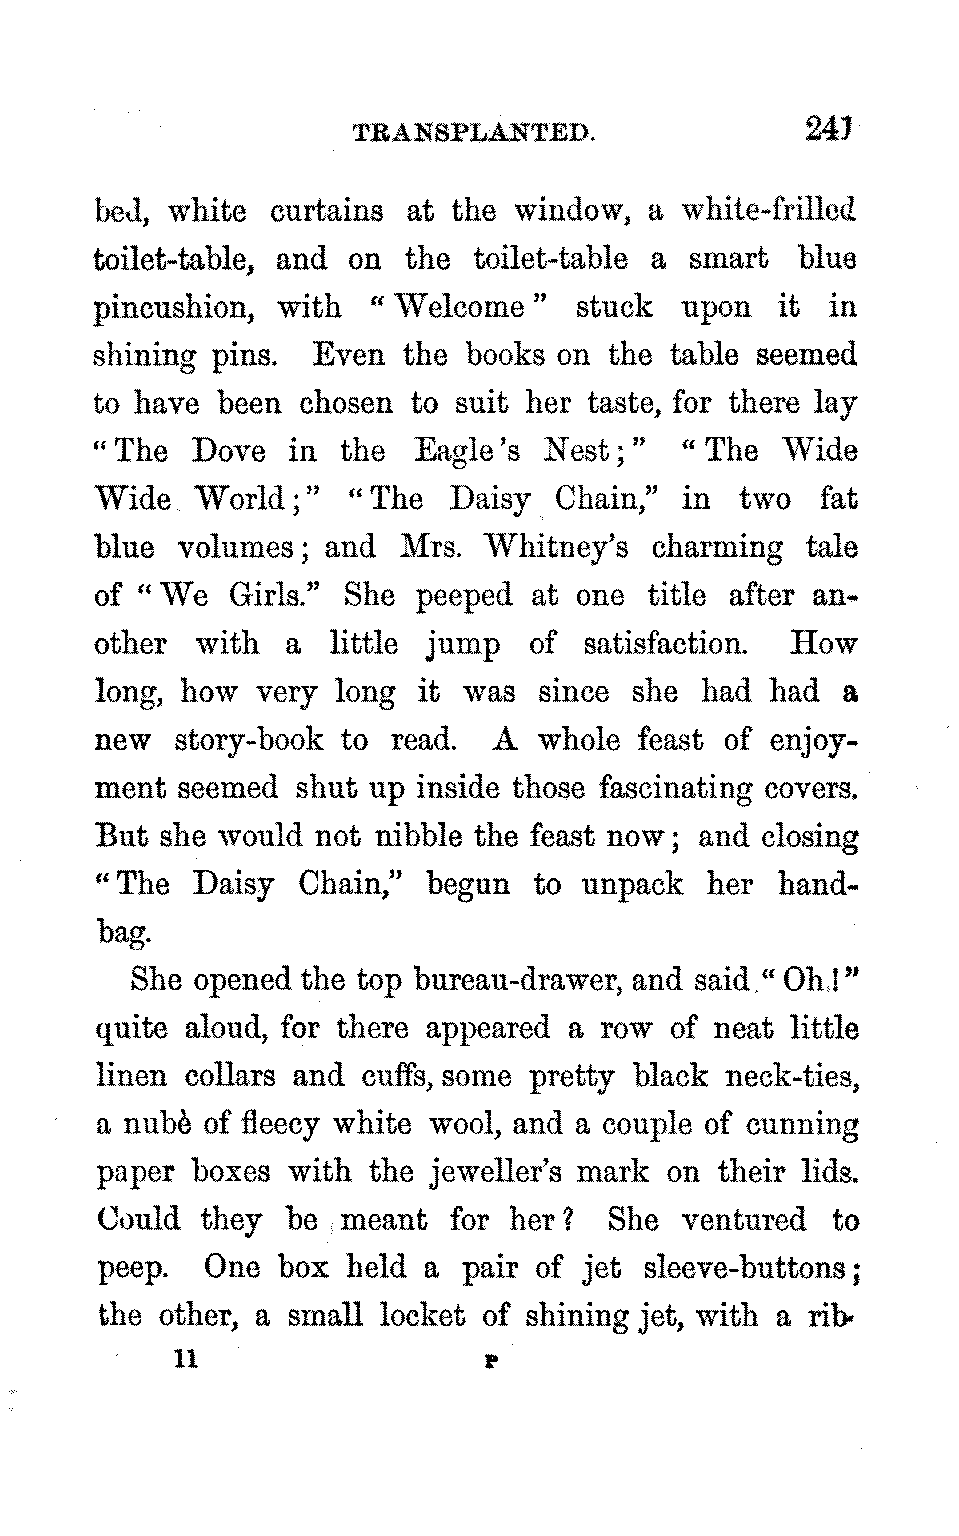 TRANSPLANTED. 241
bed, white curtains at the window, a white-frilled
toilet-table, and on the toilet-table a smart blue
pincushion, with “ Welcome ” stuck upon it in
shining pins. Even the books on the table seemed
to have been chosen to suit her taste, for there lay
“ The Dove in the Eagle's Nest ; ” “ The Wide
Wide World ; ” “ The Daisy Chain,” in two fat
blue volumes ; and Mrs. Whitney's charming tale
of “ We Girls.” She peeped at one title after an-
other with a little jump of satisfaction. How
long, how very long it was since she had had a
new story-book to read. A whole feast of enjoy-
ment seemed shut up inside those fascinating covers.
But she would not nibble the feast now ; and closing
“ The Daisy Chain,” begun to unpack her hand-
bag.
She opened the top bureau-drawer, and said “ Oh ! ”
quite aloud, for there appeared a row of neat little
linen collars and cuffs, some pretty black neck-ties,
a nubè of fleecy white wool, and a couple of cunning
paper boxes with the jeweller's mark on their lids.
Could they be meant for her ? She ventured to
peep. One box held a pair of jet sleeve-buttons ;
the other, a small locket of shining jet, with a rib-
11 P